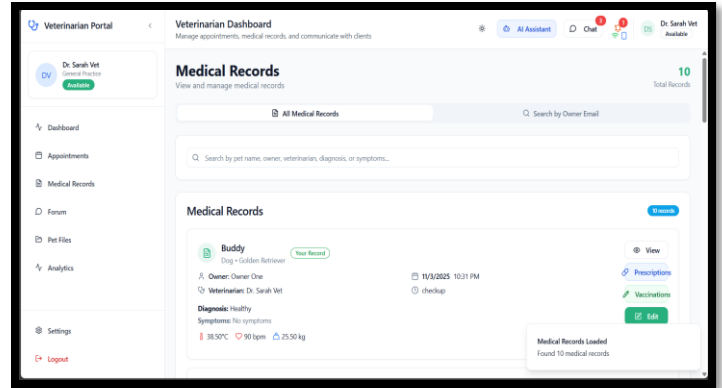 Veterinarian Portal
Dr. Sarah Vet
General Practice
DV
Available
Dashboard
Appointments
Medical Records
Forum
Pet Files
Analytics
Settings
Logout
Veterinarian Dashboard
Manage appointments, medical records, and communicate with clients
AI Assistant
Chat
3
DS
Dr. Sarah Vet
Available
Medical Records
View and manage medical records
10
Total Records
All Medical Records
Search by Owner Email
Search by pet name, owner, veterinarian, diagnosis, or symptoms...
Medical Records
10 records
Buddy
Your Record
Dog • Golden Retriever
Owner: Owner One
11/3/2025 10:31 PM
Veterinarian: Dr. Sarah Vet
checkup
Diagnosis: Healthy
Symptoms: No symptoms
38.50°C 90 bpm 25.50 kg
View
Prescriptions
Vaccinations
Edit
Medical Records Loaded
Found 10 medical records